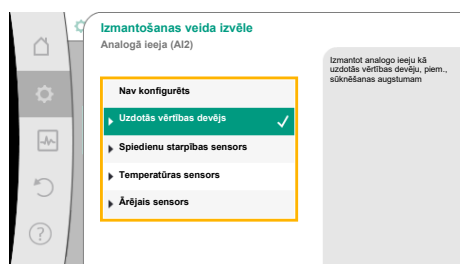 Izmantošanas veida izvēle
Analogā ieeja (AI2)
Nav konfigurēts
Uzdotās vērtības devējs
Spiedienu starpības sensors
Temperatūras sensors
Ārējais sensors
Izmantot analogo ieeju kā
uzdotās vērtības devēju, piem.,
sūknēšanas augstumam